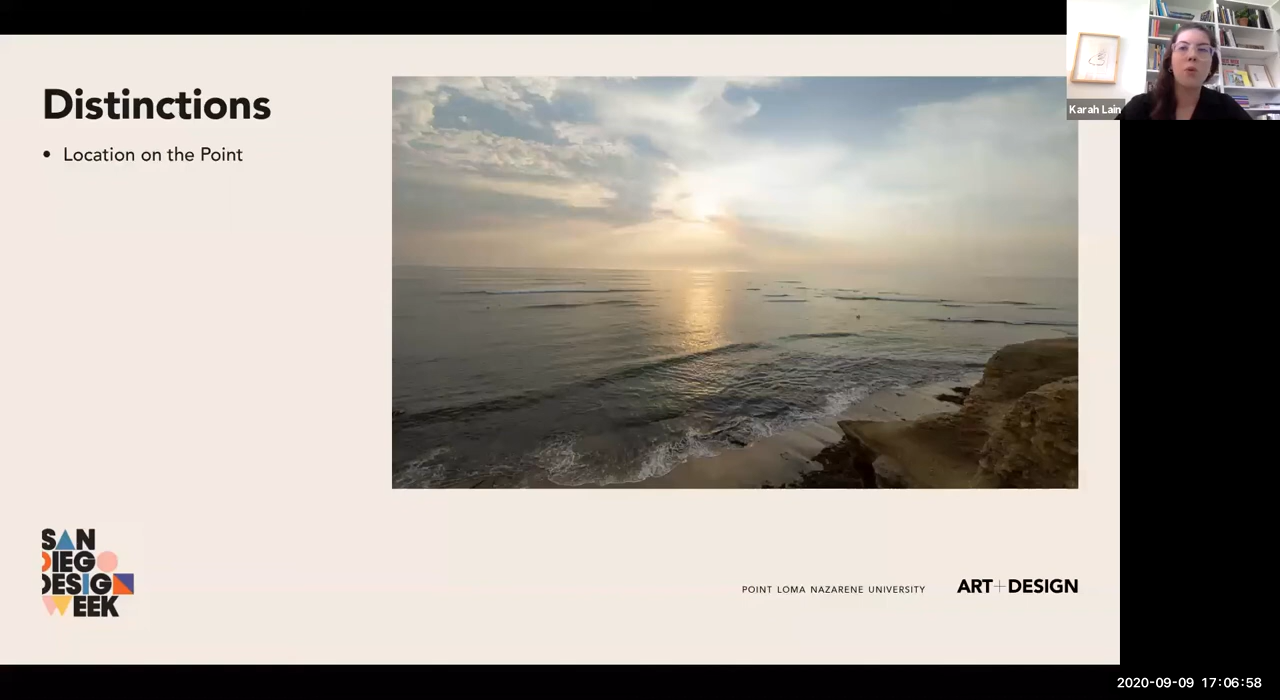 Distinctions
• Location on the Point
Karah Lain
SAN
DIEGO
DESIGN
WEEK
POINT LOMA NAZARENE UNIVERSITY
ART+DESIGN
2020-09-09 17:06:58